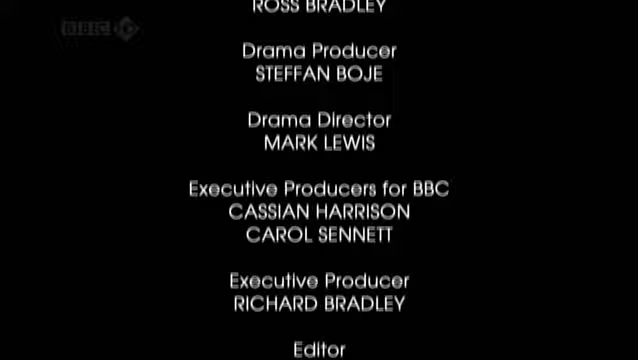 BBC
ROSS BRADLEY
Drama Producer
STEFFAN BOJE
Drama Director
MARK LEWIS
Executive Producers for BBC
CASSIAN HARRISON
CAROL SENNETT
Executive Producer
RICHARD BRADLEY
Editor